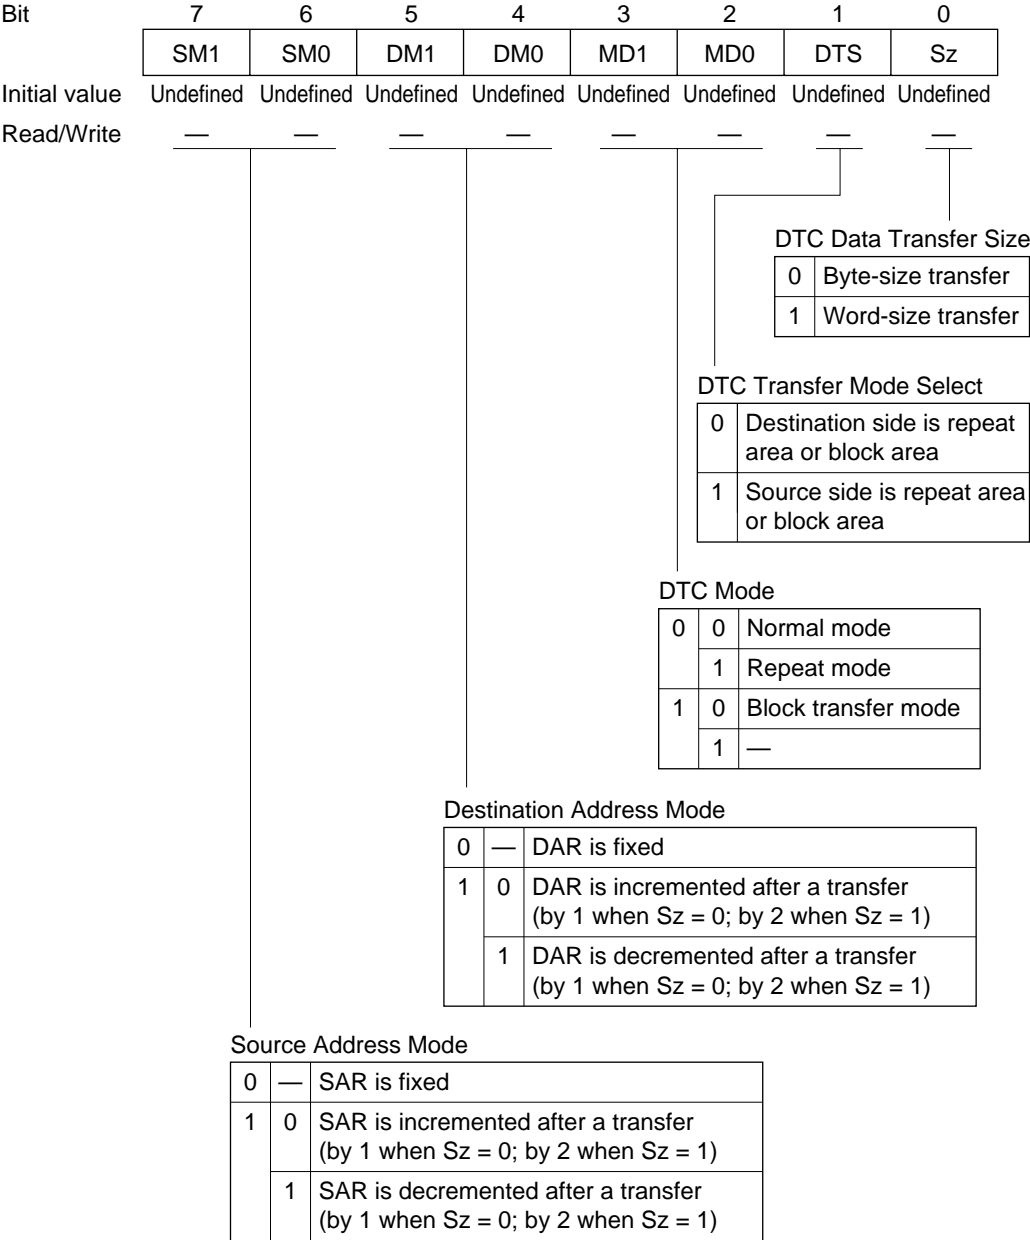 Bit 7 6 5 4 3 2 1 0
SM1 SM0 DM1 DM0 MD1 MD0 DTS Sz
Initial value Undefined Undefined Undefined Undefined Undefined Undefined Undefined Undefined
Read/Write — — — — — — — —
DTC Data Transfer Size
0 Byte-size transfer
1 Word-size transfer
DTC Transfer Mode Select
0 Destination side is repeat
area or block area
1 Source side is repeat area
or block area
DTC Mode
0 0 Normal mode
1 Repeat mode
1 0 Block transfer mode
1 —
Destination Address Mode
0 — DAR is fixed
1 0 DAR is incremented after a transfer
(by 1 when Sz = 0; by 2 when Sz = 1)
1 DAR is decremented after a transfer
(by 1 when Sz = 0; by 2 when Sz = 1)
Source Address Mode
0 — SAR is fixed
1 0 SAR is incremented after a transfer
(by 1 when Sz = 0; by 2 when Sz = 1)
1 SAR is decremented after a transfer
(by 1 when Sz = 0; by 2 when Sz = 1)